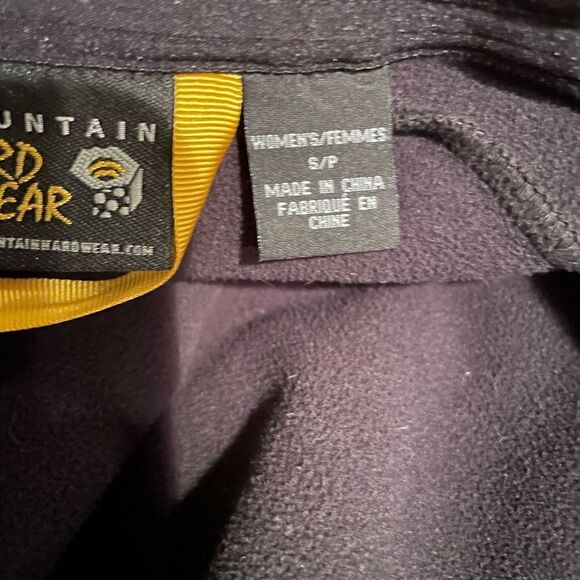 UNTAIN
RD
EAR
NTAINHARDWEAR.COM
WOMEN'S/FEMMES
S/P
MADE IN CHINA
FABRIQUÉ EN
CHINE